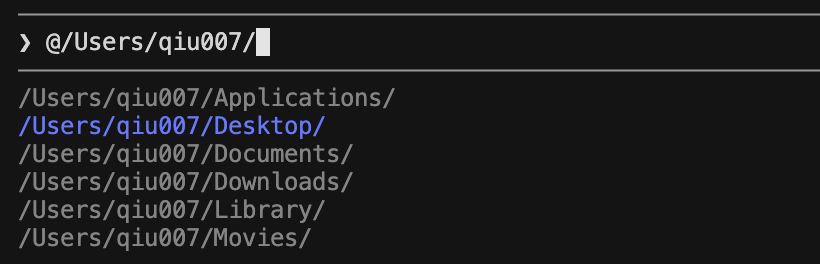 ❯ @/Users/qiu007/
/Users/qiu007/Applications/
/Users/qiu007/Desktop/
/Users/qiu007/Documents/
/Users/qiu007/Downloads/
/Users/qiu007/Library/
/Users/qiu007/Movies/